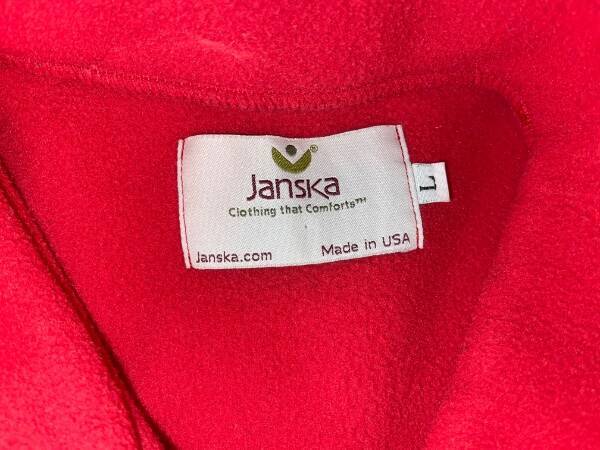 Janska®
Clothing that Comforts™
Janska.com
Made in USA
L